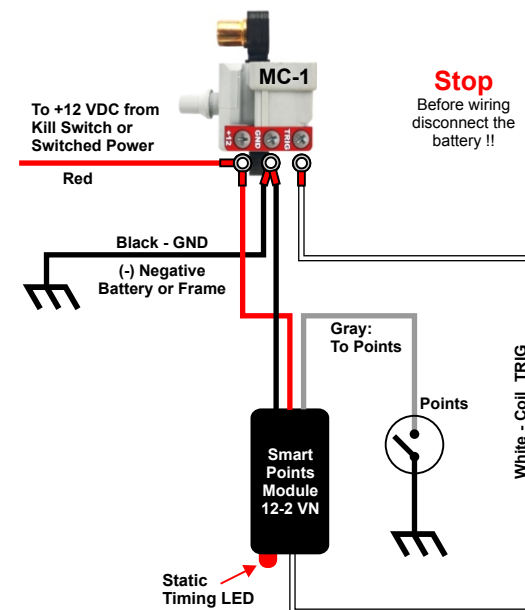 MC-1
Stop
Before wiring
disconnect the
battery !!
To +12 VDC from
Kill Switch or
Switched Power
+12 GND TRIG
Red
Black - GND
(-) Negative
Battery or Frame
Gray:
To Points
White - Coil TRIG
Points
Smart
Points
Module
12-2 VN
Static
Timing LED